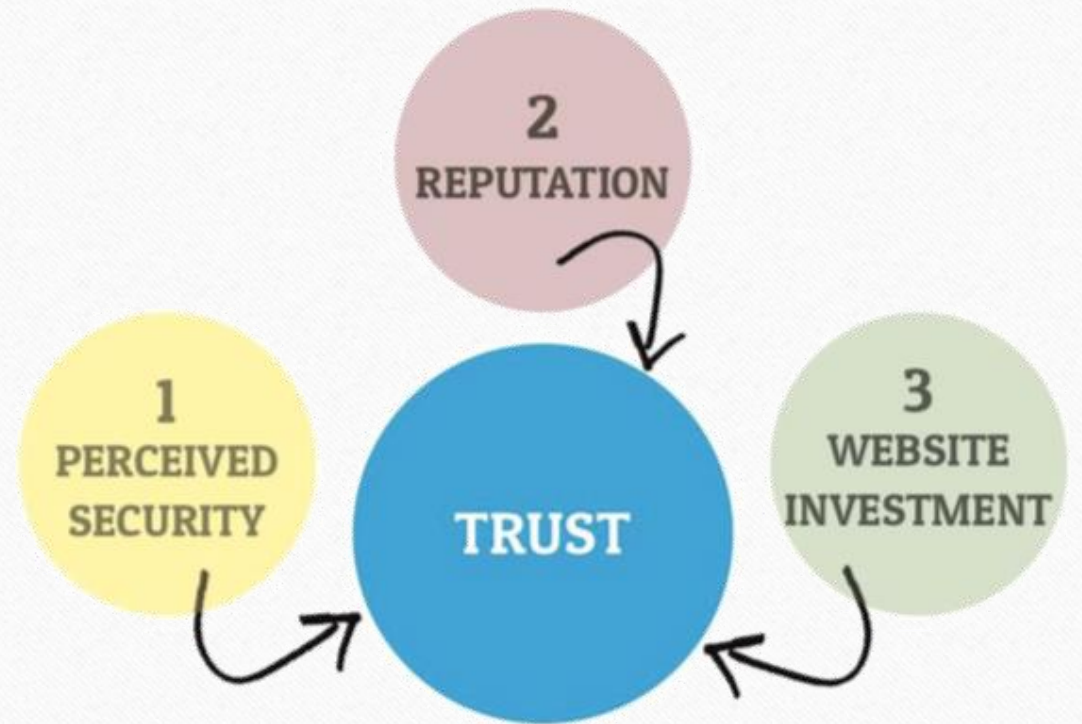 2
REPUTATION
1
PERCEIVED
SECURITY
3
WEBSITE
INVESTMENT
TRUST